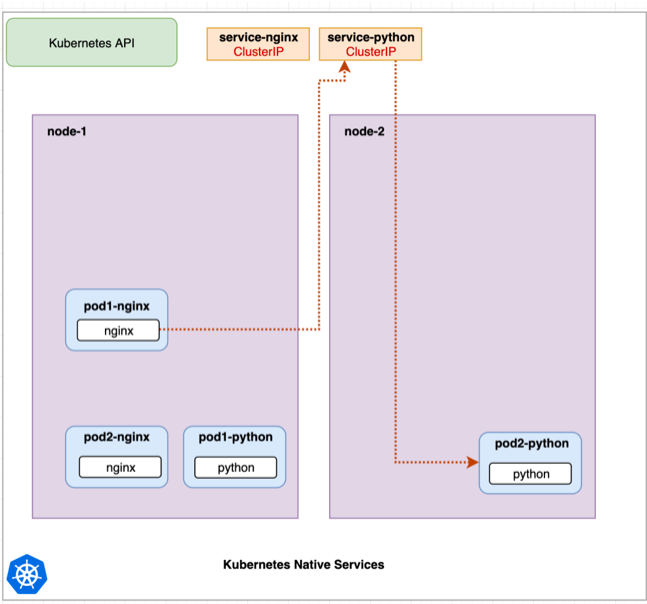 Kubernetes API
service-nginx
ClusterIP
service-python
ClusterIP
node-1
node-2
pod1-nginx
nginx
pod2-nginx
nginx
pod1-python
python
pod2-python
python
Kubernetes Native Services